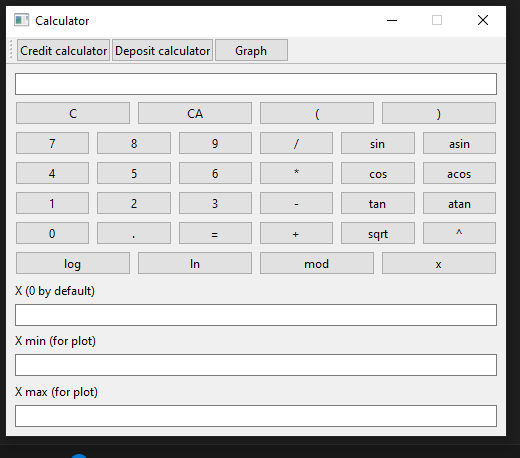 Calculator
Credit calculator Deposit calculator Graph
C CA ( )
7 8 9 / sin asin
4 5 6 * cos acos
1 2 3 - tan atan
0 . = + sqrt ^
log ln mod x
X (0 by default)
X min (for plot)
X max (for plot)